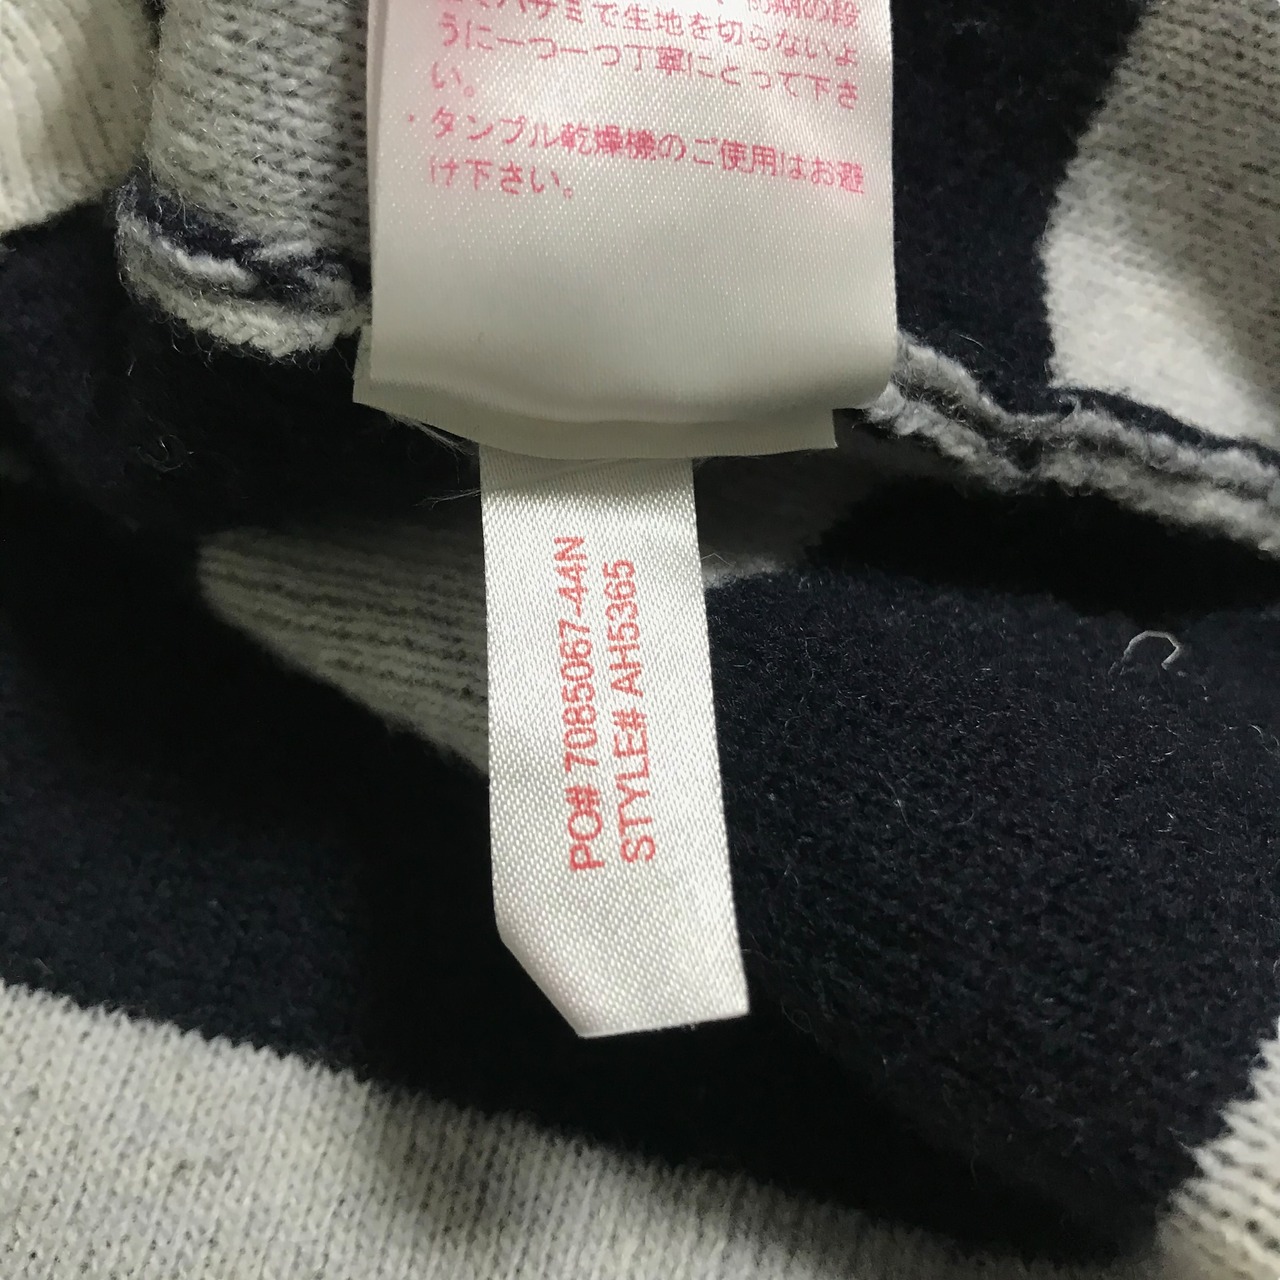 ハサミで生地を切らないよ
うに一つ一つ丁寧にとって下さ
い。
・タンブル乾燥機のご使用はお避
け下さい。
PO# 7085067-44N
STYLE# AH5365